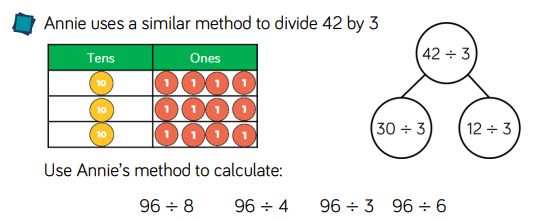 Annie uses a similar method to divide 42 by 3
Tens Ones
10 1 1 1 1
10 1 1 1 1
10 1 1 1 1
42 ÷ 3
30 ÷ 3 12 ÷ 3
Use Annie's method to calculate:
96 ÷ 8 96 ÷ 4 96 ÷ 3 96 ÷ 6